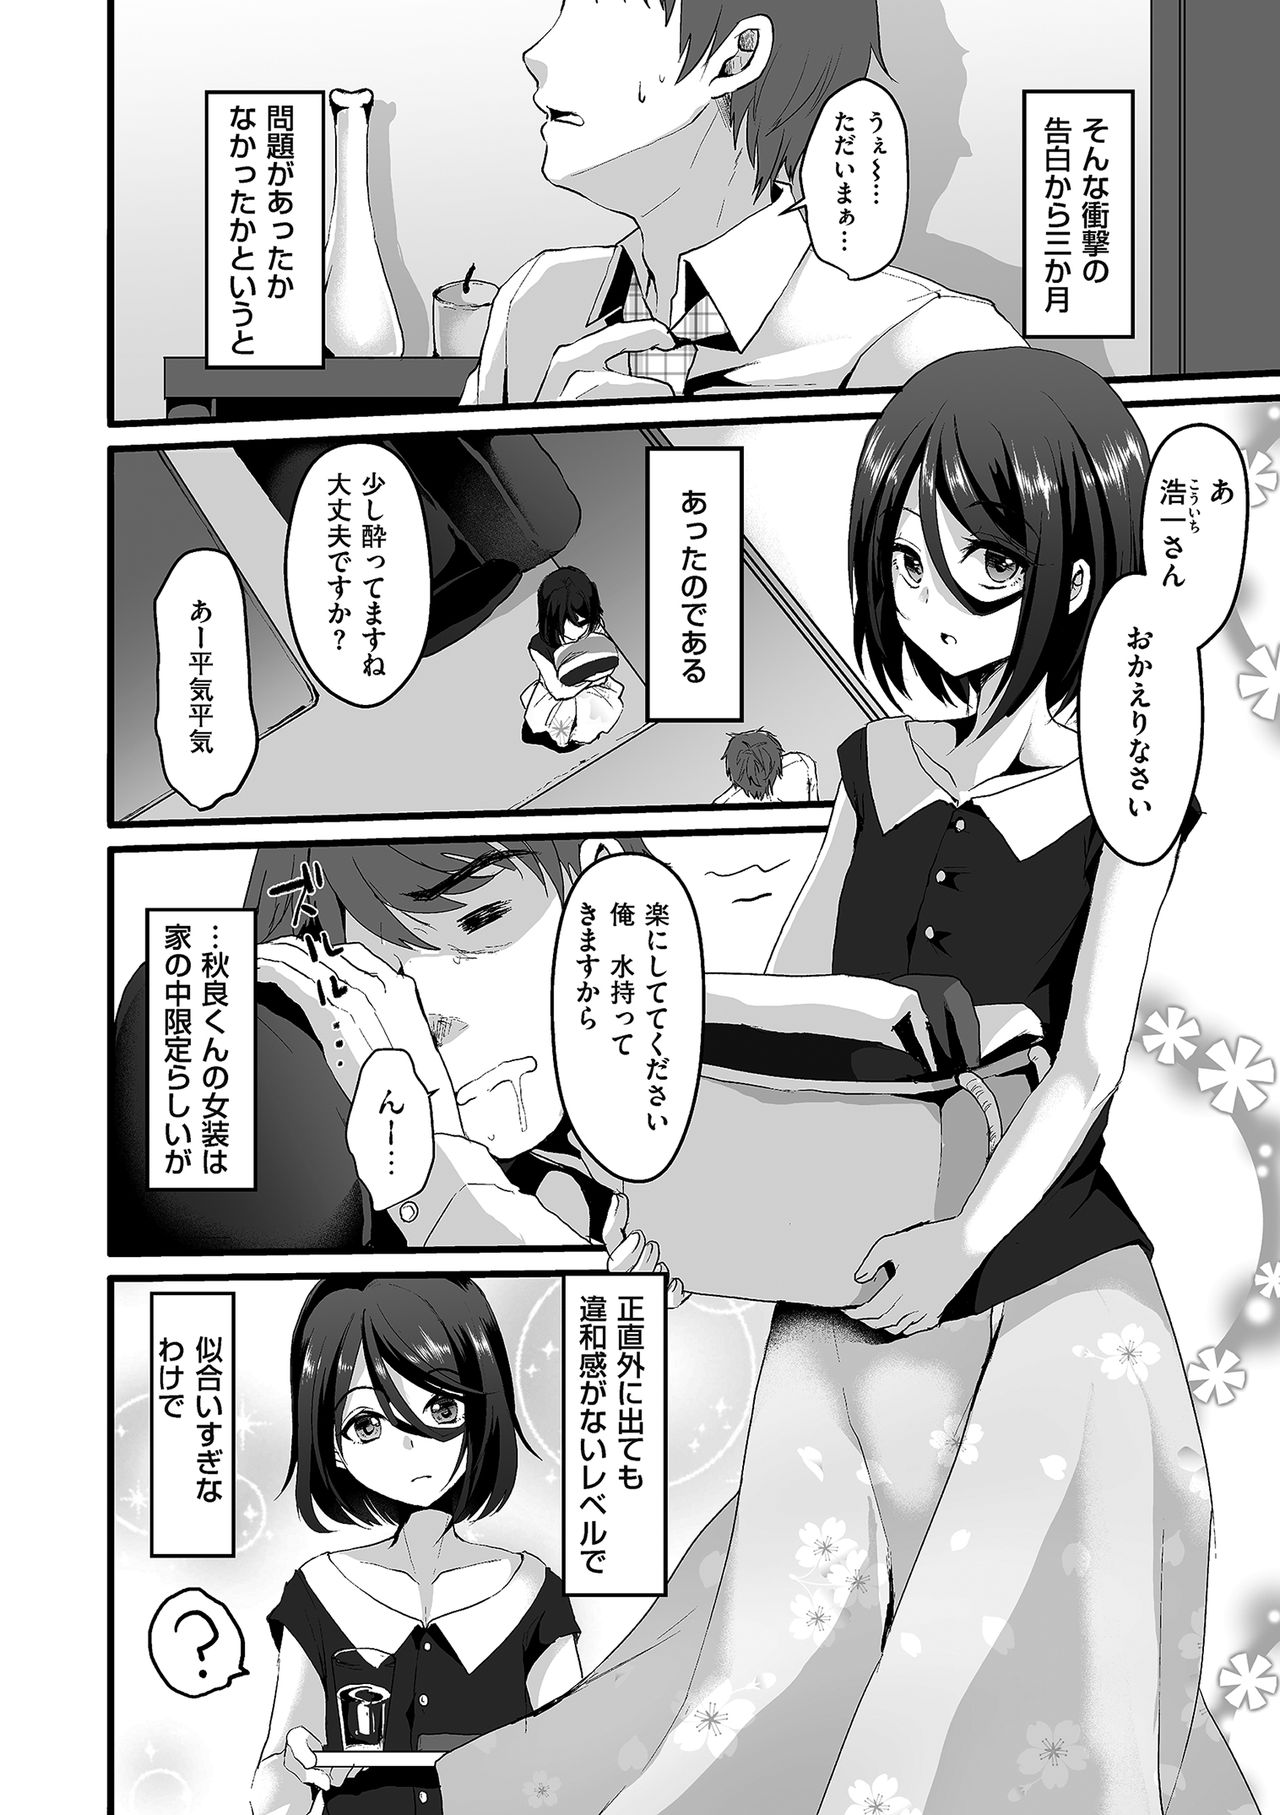 そんな衝撃の
告白から三か月
うぇ〜…
ただいまぁ…
問題があったか
なかったかというと
あ
浩一さん
こういち
おかえりなさい
あったのである
少し酔ってますね
大丈夫ですか？
あー平気平気
楽にしてください
俺 水持って
きますから
ズルル…
んー…
…秋良くんの女装は
家の中限定らしいが
正直外に出ても
違和感がないレベルで
似合いすぎな
わけで
？